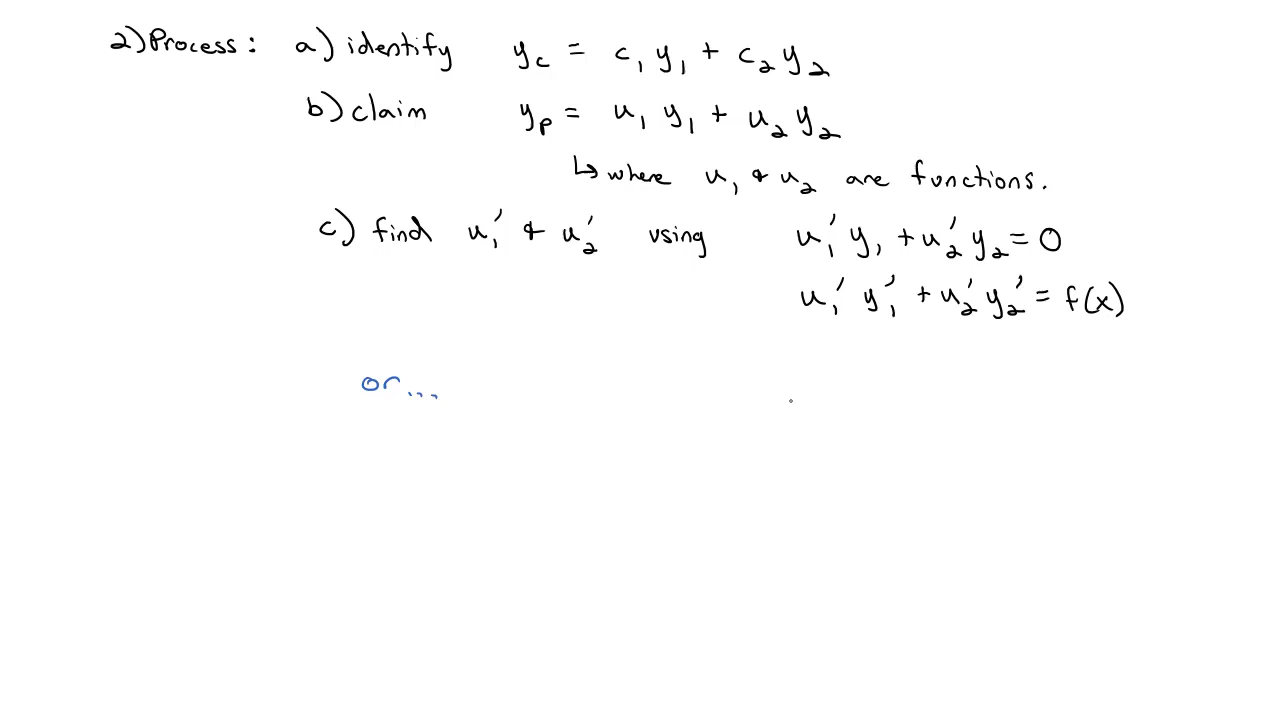 2) Process: a) identify y_c = c_1 y_1 + c_2 y_2
b) claim y_p = u_1 y_1 + u_2 y_2
↳ where u_1 & u_2 are functions.
c) find u_1' & u_2' using u_1' y_1 + u_2' y_2 = 0
u_1' y_1' + u_2' y_2' = f(x)
or...